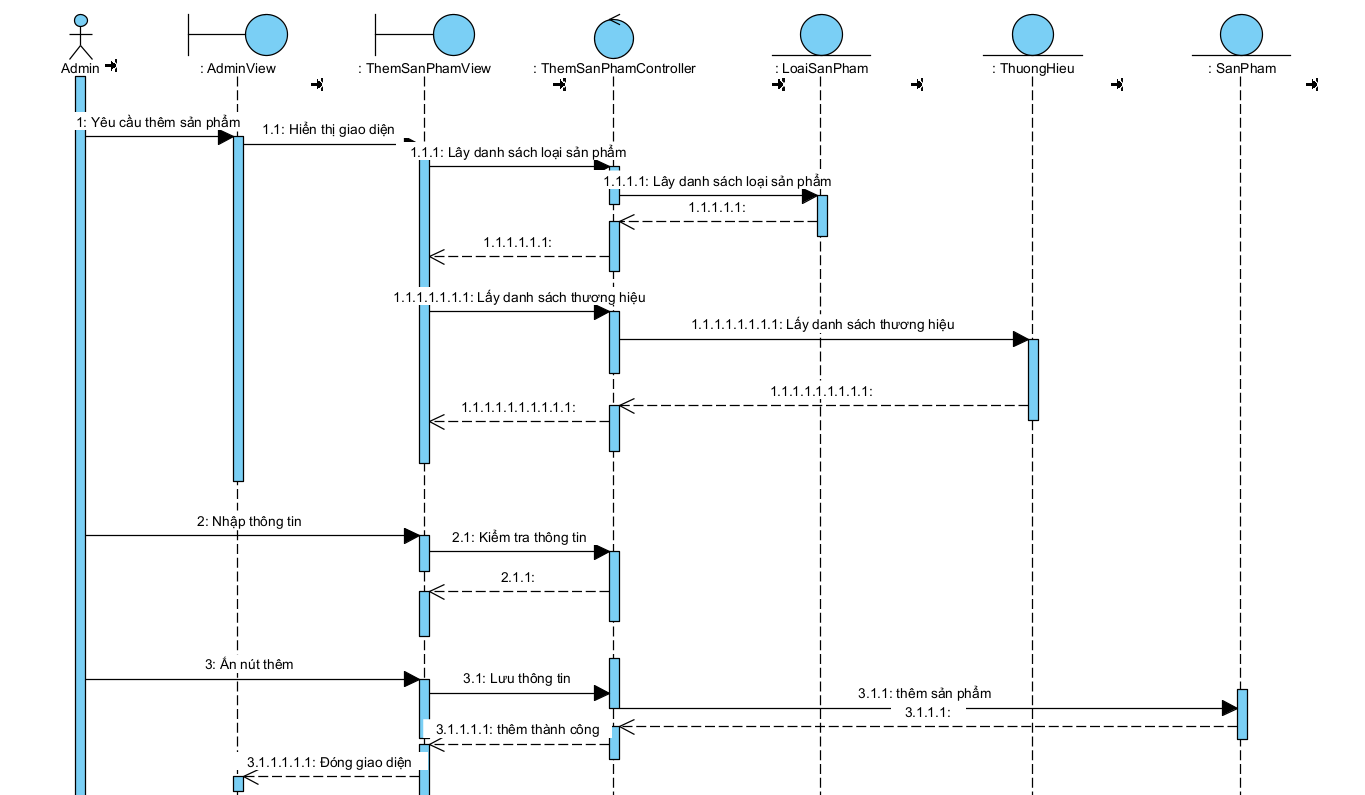 Admin
: AdminView
: ThemSanPhamView
: ThemSanPhamController
: LoaiSanPham
: ThuongHieu
: SanPham
1: Yêu cầu thêm sản phẩm
1.1: Hiển thị giao diện
1.1.1: Lây danh sách loại sản phẩm
1.1.1.1: Lây danh sách loại sản phẩm
1.1.1.1.1:
1.1.1.1.1.1:
1.1.1.1.1.1.1: Lấy danh sách thương hiệu
1.1.1.1.1.1.1.1: Lấy danh sách thương hiệu
1.1.1.1.1.1.1.1.1:
1.1.1.1.1.1.1.1.1.1:
2: Nhập thông tin
2.1: Kiểm tra thông tin
2.1.1:
3: Ấn nút thêm
3.1: Lưu thông tin
3.1.1: thêm sản phẩm
3.1.1.1:
3.1.1.1.1: thêm thành công
3.1.1.1.1.1: Đóng giao diện